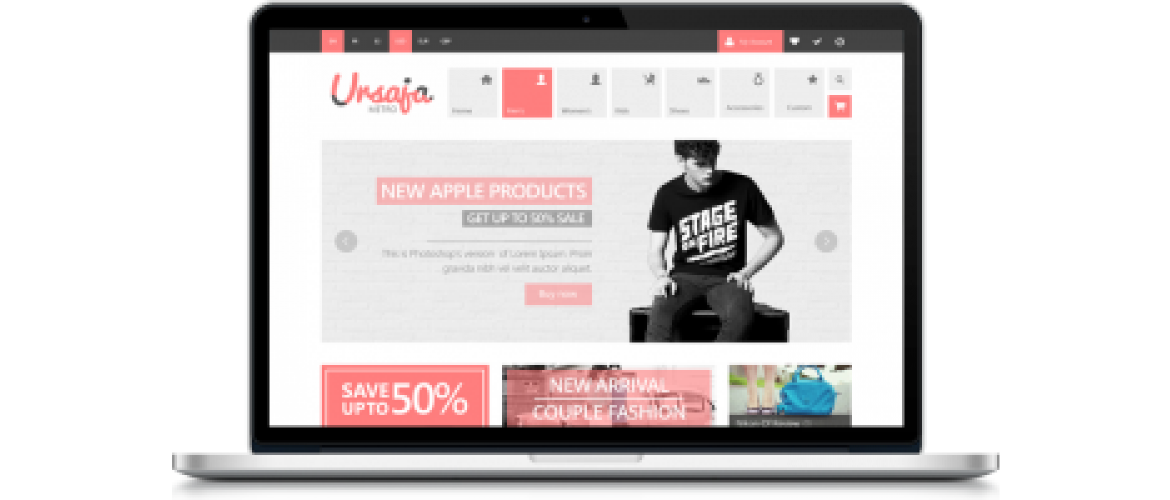 My Account
Ursaja
METRO
Home
Men's
Women's
Kids
Shoes
Accessories
Custom
NEW APPLE PRODUCTS
GET UP TO 50% SALE
This is Photoshop's version of Lorem Ipsum. Proin
gravida nibh vel velit auctor aliquet.
Buy now
STAGE
ON FIRE
SAVE
UPTO 50%
NEW ARRIVAL
COUPLE FASHION